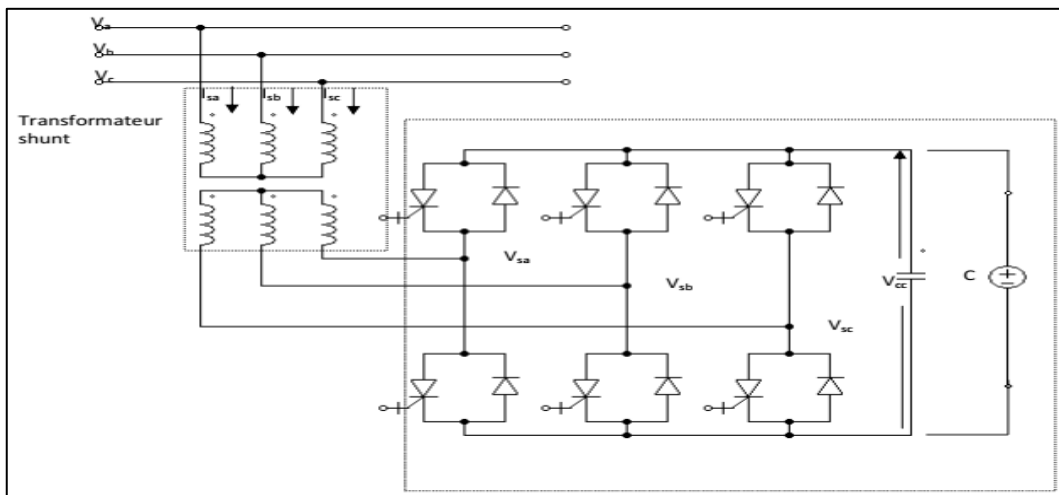 Va
Vb
Vc
Isa Isb Isc
Transformateur
shunt
Vsa
Vsb
Vcc
C
Vsc